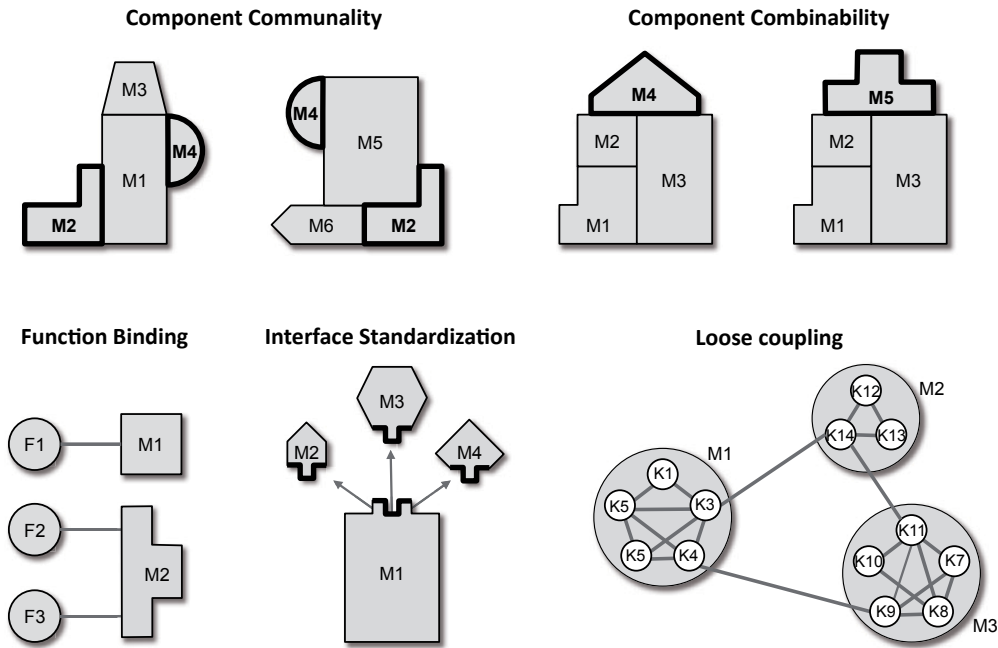 Component Communality
M3
M4
M1
M2
M4
M5
M6
M2
Component Combinability
M4
M2
M3
M1
M5
M2
M3
M1
Function Binding
F1
M1
F2
M2
F3
Interface Standardization
M3
M2
M4
M1
Loose coupling
K12
M2
K14
K13
M1
K1
K5
K3
K5
K4
K11
K10
K7
K9
K8
M3